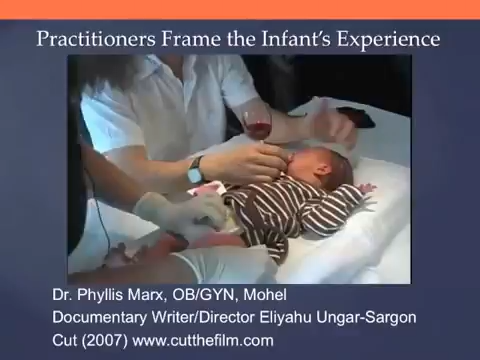 Practitioners Frame the Infant's Experience
Dr. Phyllis Marx, OB/GYN, Mohel
Documentary Writer/Director Eliyahu Ungar-Sargon
Cut (2007) www.cutthefilm.com